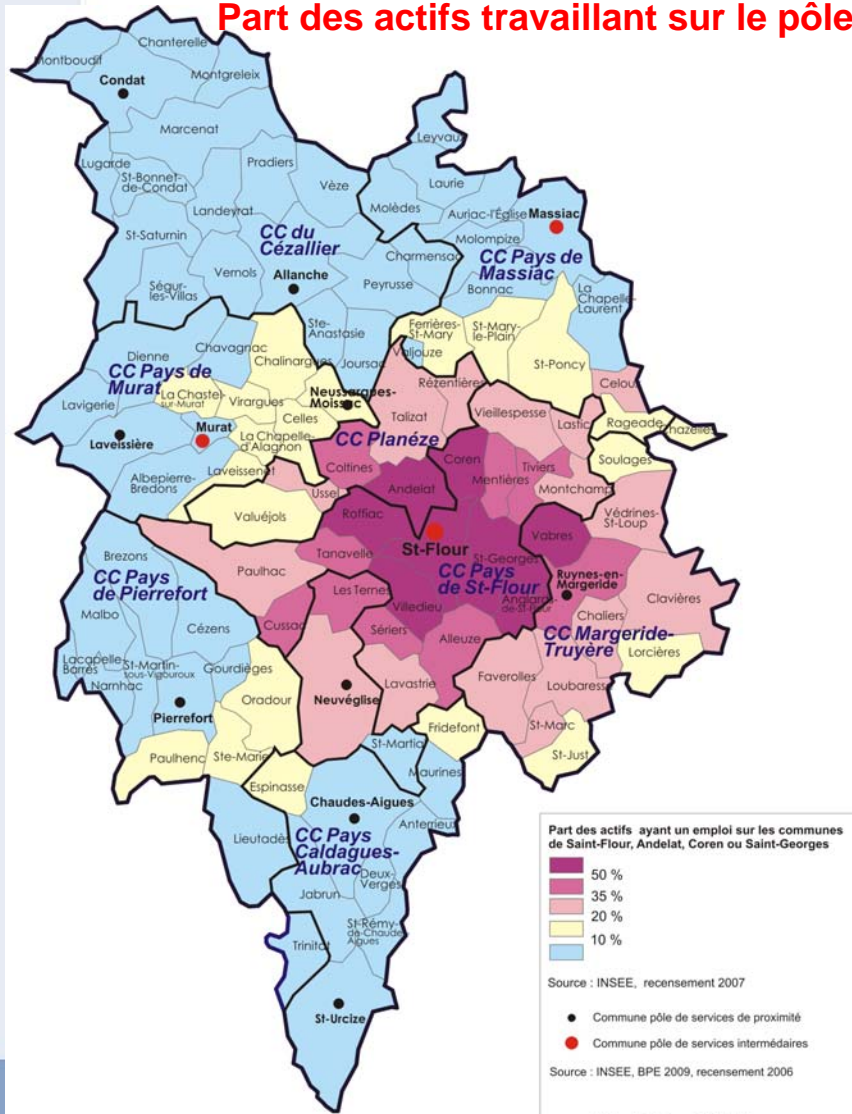 Part des actifs travaillant sur le pôle
Chanterelle
Montboudif
Montgreleix
Condat
Marcenat
Leyvaux
Lugarde
Pradiers
St-Bonnet-
de-Condat
Vèze
Laurie
Landeyrat
Molèdes
Auriac-l'Église
Massiac
St-Saturnin
CC du
Cézallier
Molompize
CC Pays de
Massiac
Charmensac
Vernols
Allanche
Peyrusse
Bonnac
Ségur-
les-Villas
La
Chapelle-
Laurent
Ste-
Anastasie
Ferrières-
St-Mary
St-Mary-
le-Plain
Chavagnac
Dienne
Chalinargues
Joursac
Valjouze
St-Poncy
CC Pays de
Murat
Rézentières
Celoux
Lavigerie
La Chastel-
sur-Murat
Virargues
Neussargues-
Moissac
Talizat
Vieillespesse
Lastic
Rageade
Chazelles
Celles
Murat
Laveissière
La Chapelle-
d'Alagnon
CC Planéze
Coren
Soulages
Coltines
Tiviers
Mentières
Albepierre-
Bredons
Laveissenet
Andelat
Montchamp
Ussel
Védrines-
St-Loup
Valuéjols
Roffiac
Vabres
St-Flour
Brezons
Tanavelle
St-Georges
CC Pays
de Pierrefort
Paulhac
CC Pays
de St-Flour
Ruynes-en-
Margeride
Les Ternes
Villedieu
Anglards-
de-St-Flour
Clavières
Malbo
Cézens
Cussac
Sériers
Alleuze
Chaliers
CC Margeride-
Truyère
Lorcières
Lacapelle-
Barrès
St-Martin-
sous-Vigouroux
Gourdièges
Narnhac
Oradour
Neuvéglise
Lavastrie
Faverolles
Loubaresse
Pierrefort
St-Marc
Fridefont
St-Martial
Paulhenc
Ste-Marie
St-Just
Maurines
Espinasse
Chaudes-Aigues
Anterrieux
Lieutadès
CC Pays
Caldagues-
Aubrac
Deux-
Verges
Jabrun
St-Rémy-
de-Chaudes-
Aigues
Trinitat
St-Urcize
Part des actifs ayant un emploi sur les communes
de Saint-Flour, Andelat, Coren ou Saint-Georges
50 %
35 %
20 %
10 %
Source : INSEE, recensement 2007
Commune pôle de services de proximité
Commune pôle de services intermédaires
Source : INSEE, BPE 2009, recensement 2006